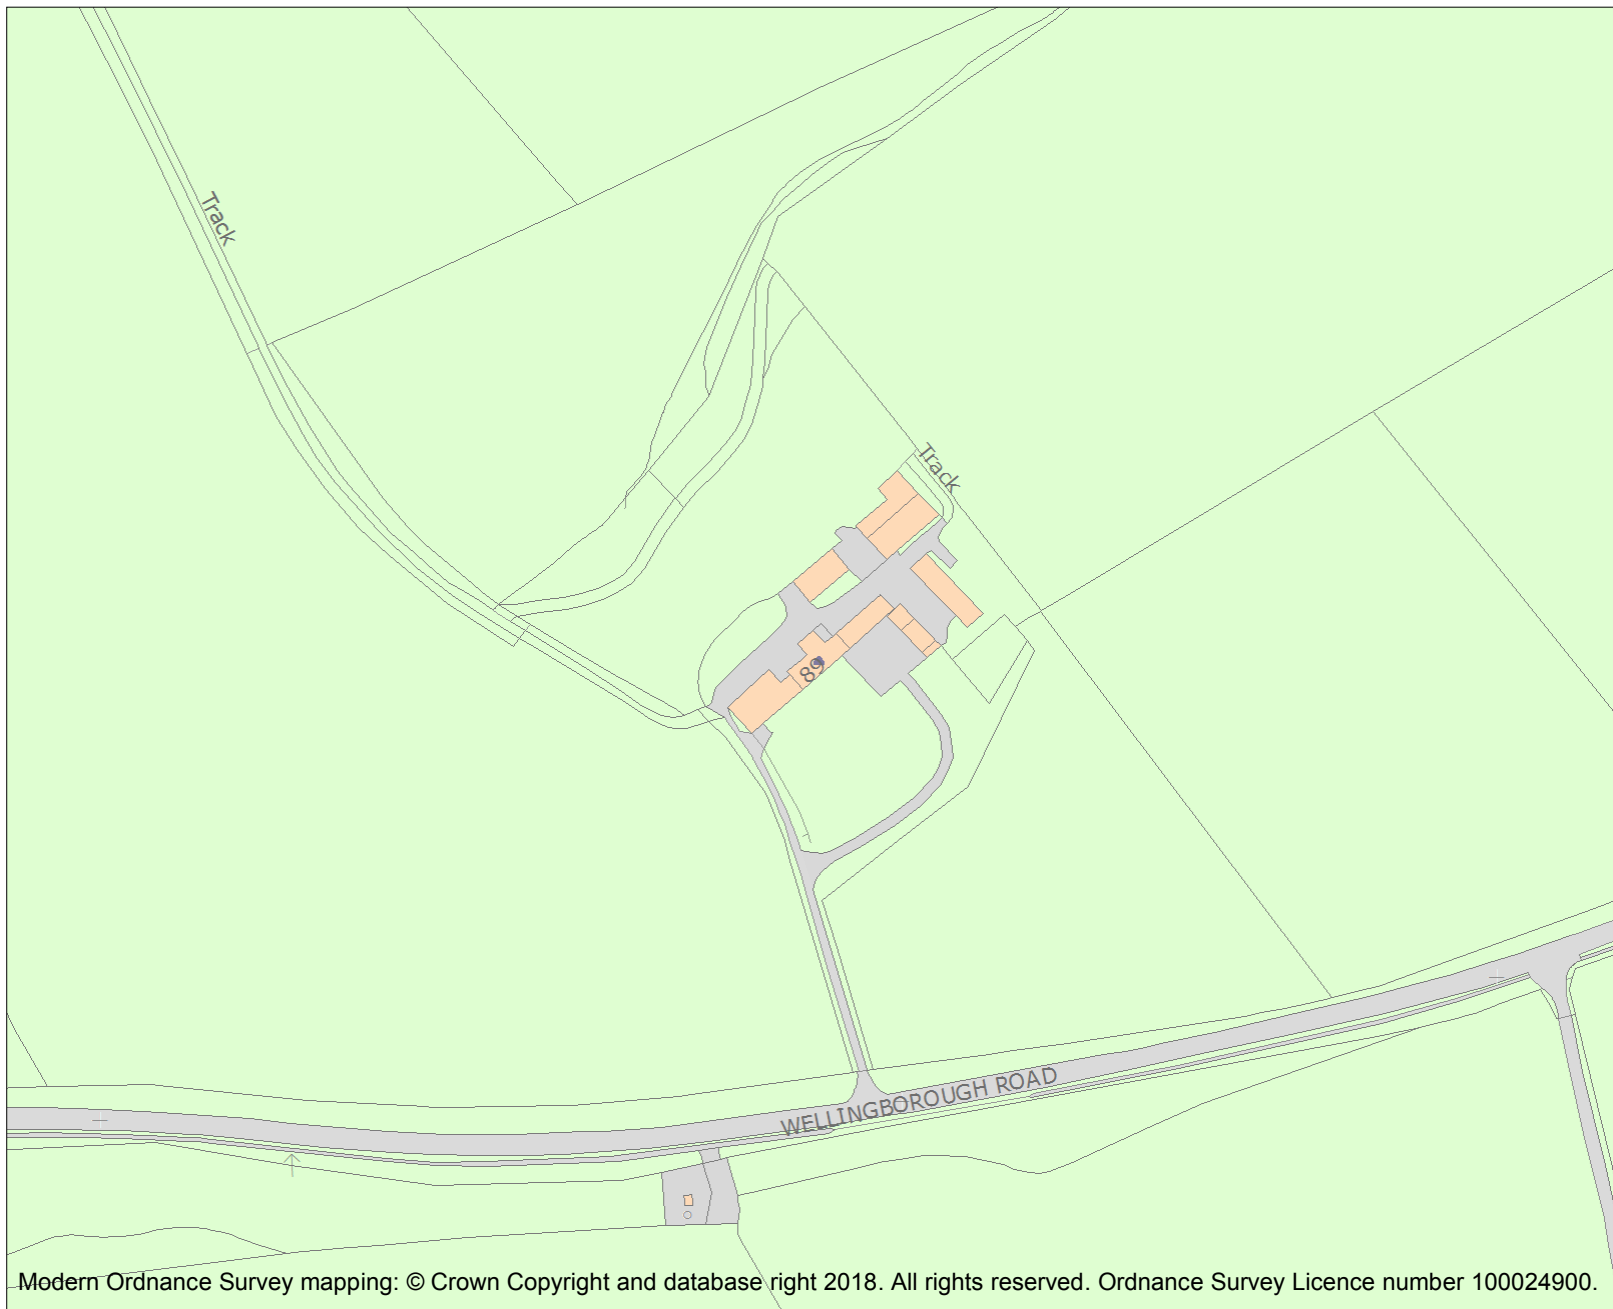 Track
Track
89
WELLINGBOROUGH ROAD
Modern Ordnance Survey mapping: © Crown Copyright and database right 2018. All rights reserved. Ordnance Survey Licence number 100024900.